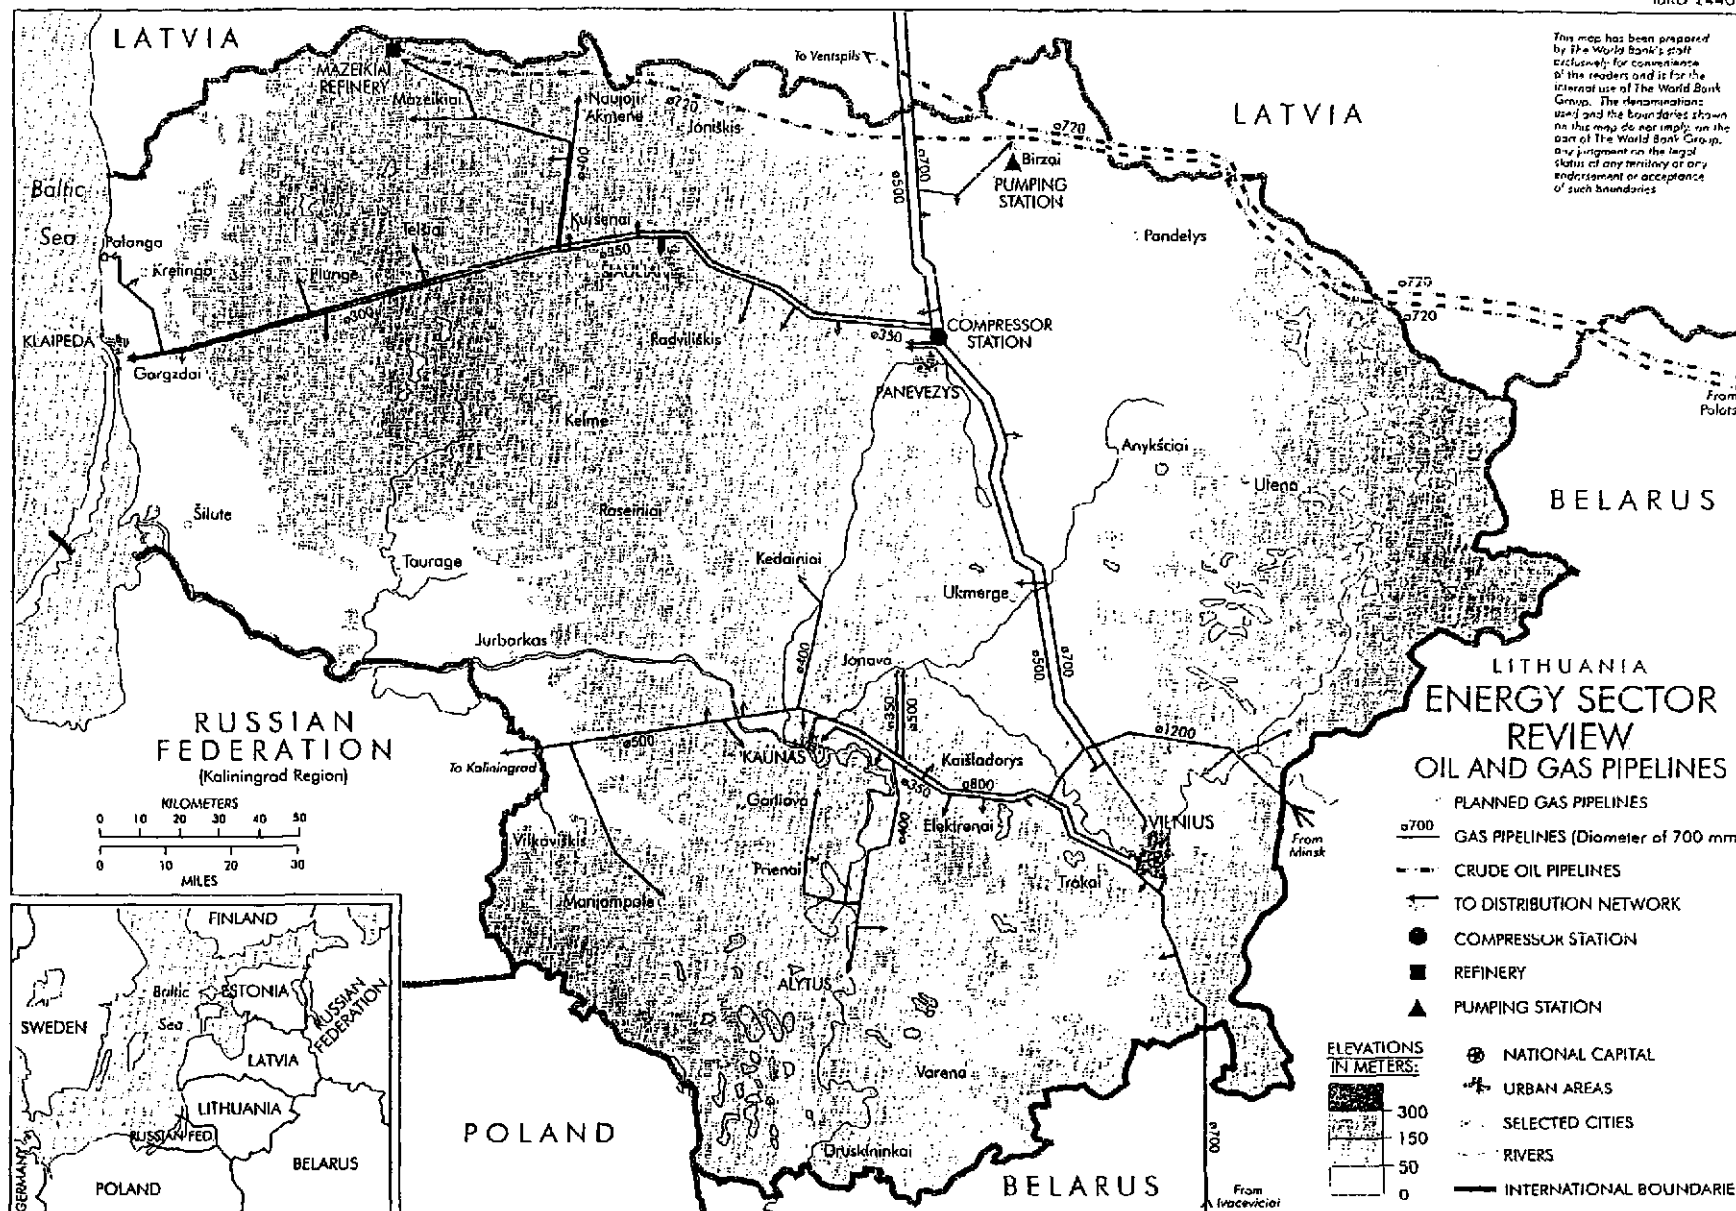 LATVIA
To Ventspils
This map has been prepared
by The World Bank's staff
exclusively for convenience
of the readers and is for the
internal use of The World Bank
Group. The denominations
used and the boundaries shown
on this map do not imply, on the
part of The World Bank Group,
any judgment on the legal
status of any territory or any
endorsement or acceptance
of such boundaries
LATVIA
MAZEIKIAI
REFINERY
Mazeikiai
Naujoji
Akmene
ø720
Joniškis
ø720
Birzai
PUMPING
STATION
ø400
ø700
ø500
Baltic
Sea
Palanga
Kretinga
Plunge
Telšiai
Kuršenai
ø350
Pandelys
ø300
ø720
ø720
KLAIPEDA
Gargzdai
Radviliškis
ø350
COMPRESSOR
STATION
PANEVEZYS
From
Kelme
Anykščiai
Utena
BELARUS
Šilute
Raseiniai
Taurage
Kedainiai
Ukmerge
Jurbarkas
ø400
Jonava
ø500
ø700
RUSSIAN
FEDERATION
(Kaliningrad Region)
To Kaliningrad
ø500
KAUNAS
ø350
ø500
Kaišladorys
ø1200
ø350
ø800
Garliava
ø400
Elektrenai
VILNIUS
From
Minsk
Vilkaviškis
Prienai
Trakai
Marijampole
ALYTUS
Varena
Druskininkai
POLAND
BELARUS
ø700
From
Ivaceviciai
KILOMETERS
0 10 20 30 40 50
0 10 20 30
MILES
LITHUANIA
ENERGY SECTOR
REVIEW
OIL AND GAS PIPELINES
PLANNED GAS PIPELINES
ø700 GAS PIPELINES (Diameter of 700 mm
CRUDE OIL PIPELINES
TO DISTRIBUTION NETWORK
COMPRESSOR STATION
REFINERY
PUMPING STATION
NATIONAL CAPITAL
URBAN AREAS
SELECTED CITIES
RIVERS
INTERNATIONAL BOUNDARIE
ELEVATIONS
IN METERS:
300
150
50
0
FINLAND
SWEDEN
Baltic
Sea
ESTONIA
RUSSIAN
FEDERATION
LATVIA
LITHUANIA
RUSSIAN FED.
BELARUS
POLAND
GERMANY